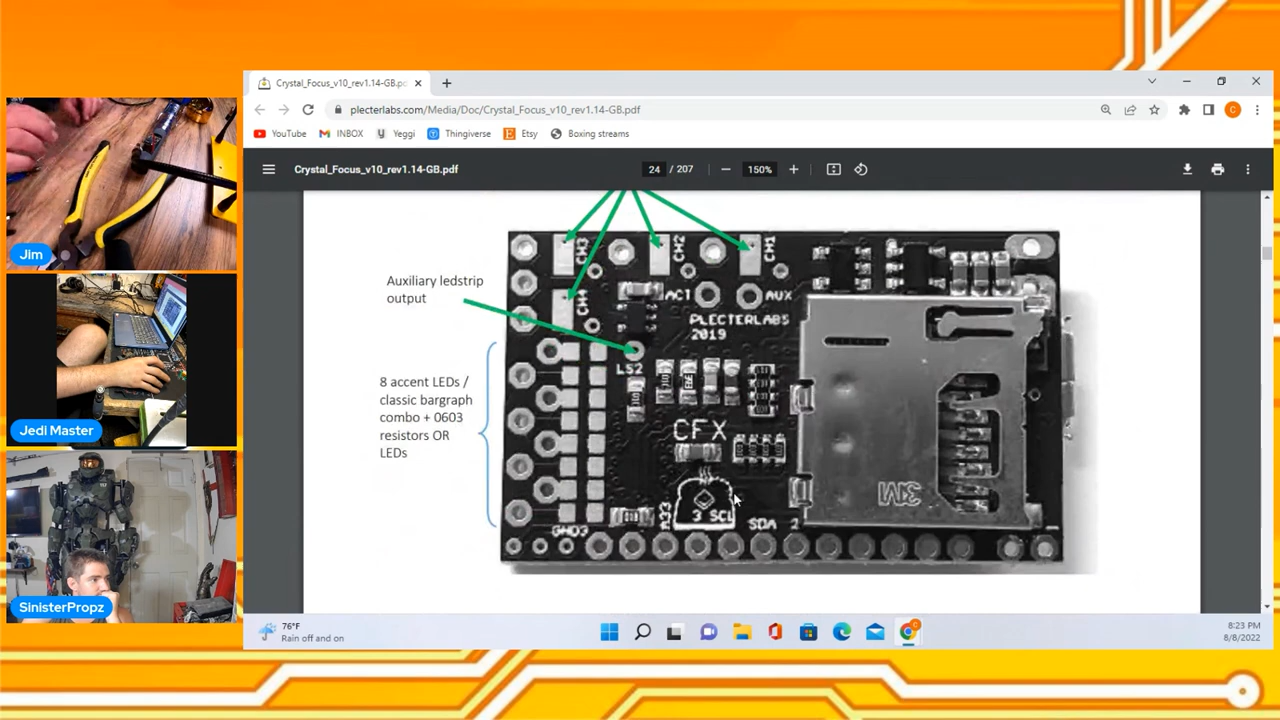 Crystal_Focus_v10_rev1.14-GB.pdf
plecterlabs.com/Media/Doc/Crystal_Focus_v10_rev1.14-GB.pdf
C
YouTube
INBOX
Yeggi
Thingiverse
Etsy
Boxing streams
Crystal_Focus_v10_rev1.14-GB.pdf
24 / 207
150%
CH3
CH2
CH1
CH4
Auxiliary ledstrip
output
AUX
PLECTERLABS
2019
LS2
8 accent LEDs /
classic bargraph
combo + 0603
resistors OR
LEDs
CFX
3M
3 SCL
SDA 2
GND3
Jim
Jedi Master
SinisterPropz
76°F
Rain off and on
8:23 PM
8/8/2022